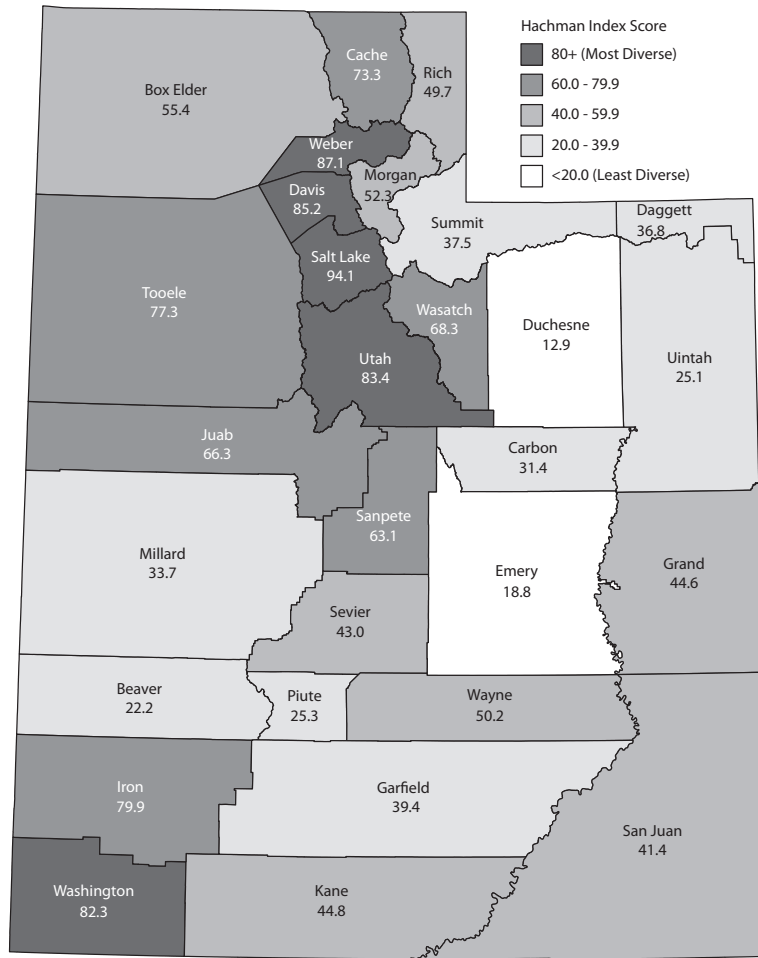 Hachman Index Score
80+ (Most Diverse)
60.0 - 79.9
40.0 - 59.9
20.0 - 39.9
<20.0 (Least Diverse)
Cache
73.3
Rich
49.7
Box Elder
55.4
Weber
87.1
Morgan
52.3
Davis
85.2
Summit
37.5
Daggett
36.8
Salt Lake
94.1
Tooele
77.3
Wasatch
68.3
Duchesne
12.9
Uintah
25.1
Utah
83.4
Juab
66.3
Carbon
31.4
Sanpete
63.1
Millard
33.7
Emery
18.8
Grand
44.6
Sevier
43.0
Beaver
22.2
Piute
25.3
Wayne
50.2
Iron
79.9
Garfield
39.4
San Juan
41.4
Washington
82.3
Kane
44.8